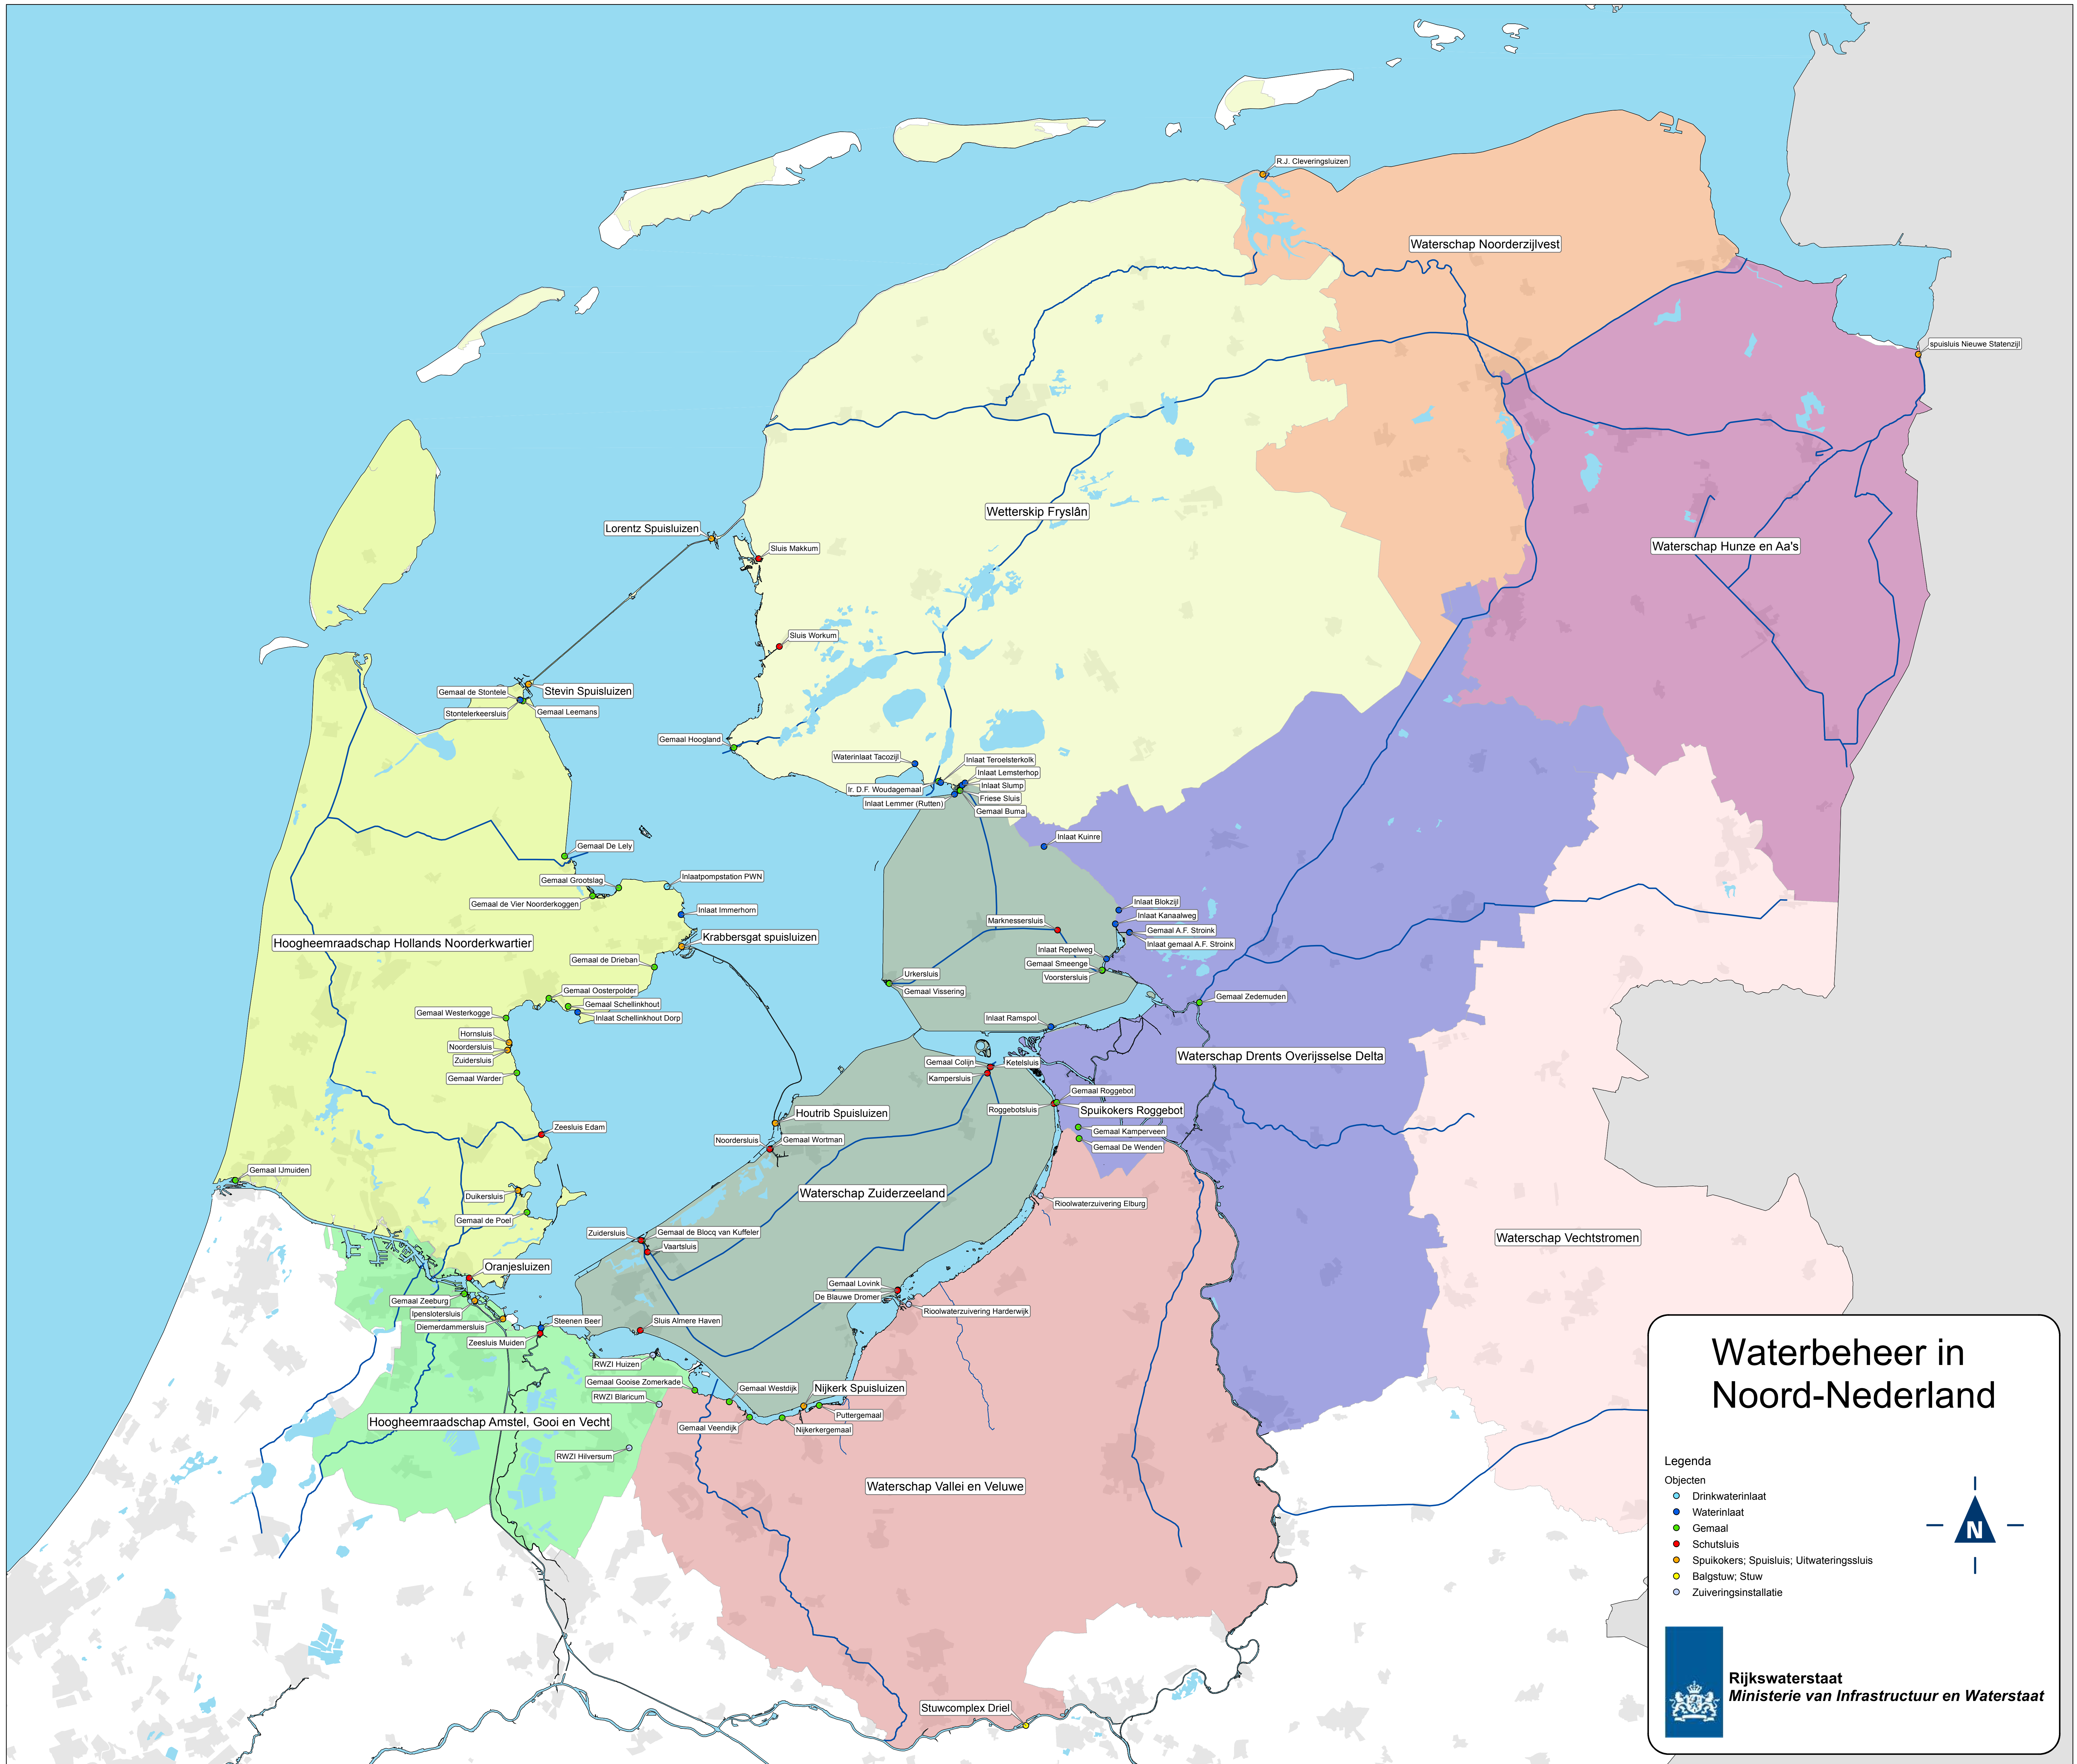 R.J. Cleveringsluizen
Waterschap Noorderzijlvest
spuisluis Nieuwe Statenzijl
Wetterskip Fryslân
Lorentz Spuisluizen
Sluis Makkum
Waterschap Hunze en Aa's
Sluis Workum
Gemaal de Stontele
Stevin Spuisluizen
Stontelerkeersluis
Gemaal Leemans
Gemaal Hoogland
Waterinlaat Tacozijl
Inlaat Teroelsterkolk
Inlaat Lemsterhop
Ir. D.F. Woudagemaal
Inlaat Slump
Inlaat Lemmer (Rutten)
Friese Sluis
Gemaal Buma
Inlaat Kuinre
Gemaal De Lely
Gemaal Grootslag
Inlaatpompstation PWN
Gemaal de Vier Noorderkoggen
Inlaat Immerhorn
Inlaat Blokzijl
Inlaat Kanaalweg
Marknessersluis
Gemaal A.F. Stroink
Hoogheemraadschap Hollands Noorderkwartier
Krabbersgat spuisluizen
Inlaat gemaal A.F. Stroink
Inlaat Repelweg
Gemaal de Drieban
Gemaal Smeenge
Urkersluis
Voorstersluis
Gemaal Vissering
Gemaal Oosterpolder
Gemaal Zedemuden
Gemaal Schellinkhout
Gemaal Westerkogge
Inlaat Schellinkhout Dorp
Inlaat Ramspol
Hornsluis
Noordersluis
Zuidersluis
Waterschap Drents Overijsselse Delta
Gemaal Colijn
Ketelsluis
Gemaal Warder
Kampersluis
Gemaal Roggebot
Roggebotsluis
Spuikokers Roggebot
Houtrib Spuisluizen
Zeesluis Edam
Gemaal Kamperveen
Noordersluis
Gemaal Wortman
Gemaal De Wenden
Gemaal IJmuiden
Waterschap Zuiderzeeland
Duikersluis
Rioolwaterzuivering Elburg
Gemaal de Poel
Zuidersluis
Gemaal de Blocq van Kuffeler
Waterschap Vechtstromen
Vaartsluis
Oranjesluizen
Gemaal Lovink
De Blauwe Dromer
Gemaal Zeeburg
Rioolwaterzuivering Harderwijk
Ipenslotersluis
Steenen Beer
Sluis Almere Haven
Diemerdammersluis
Zeesluis Muiden
RWZI Huizen
Gemaal Gooise Zomerkade
Gemaal Westdijk
Nijkerk Spuisluizen
RWZI Blaricum
Puttergemaal
Hoogheemraadschap Amstel, Gooi en Vecht
Gemaal Veendijk
Nijkerkergemaal
RWZI Hilversum
Waterschap Vallei en Veluwe
Stuwcomplex Driel
Waterbeheer in
Noord-Nederland
Legenda
Objecten
Drinkwaterinlaat
Waterinlaat
Gemaal
Schutsluis
Spuikokers; Spuisluis; Uitwateringssluis
Balgstuw; Stuw
Zuiveringsinstallatie
N
Rijkswaterstaat
Ministerie van Infrastructuur en Waterstaat